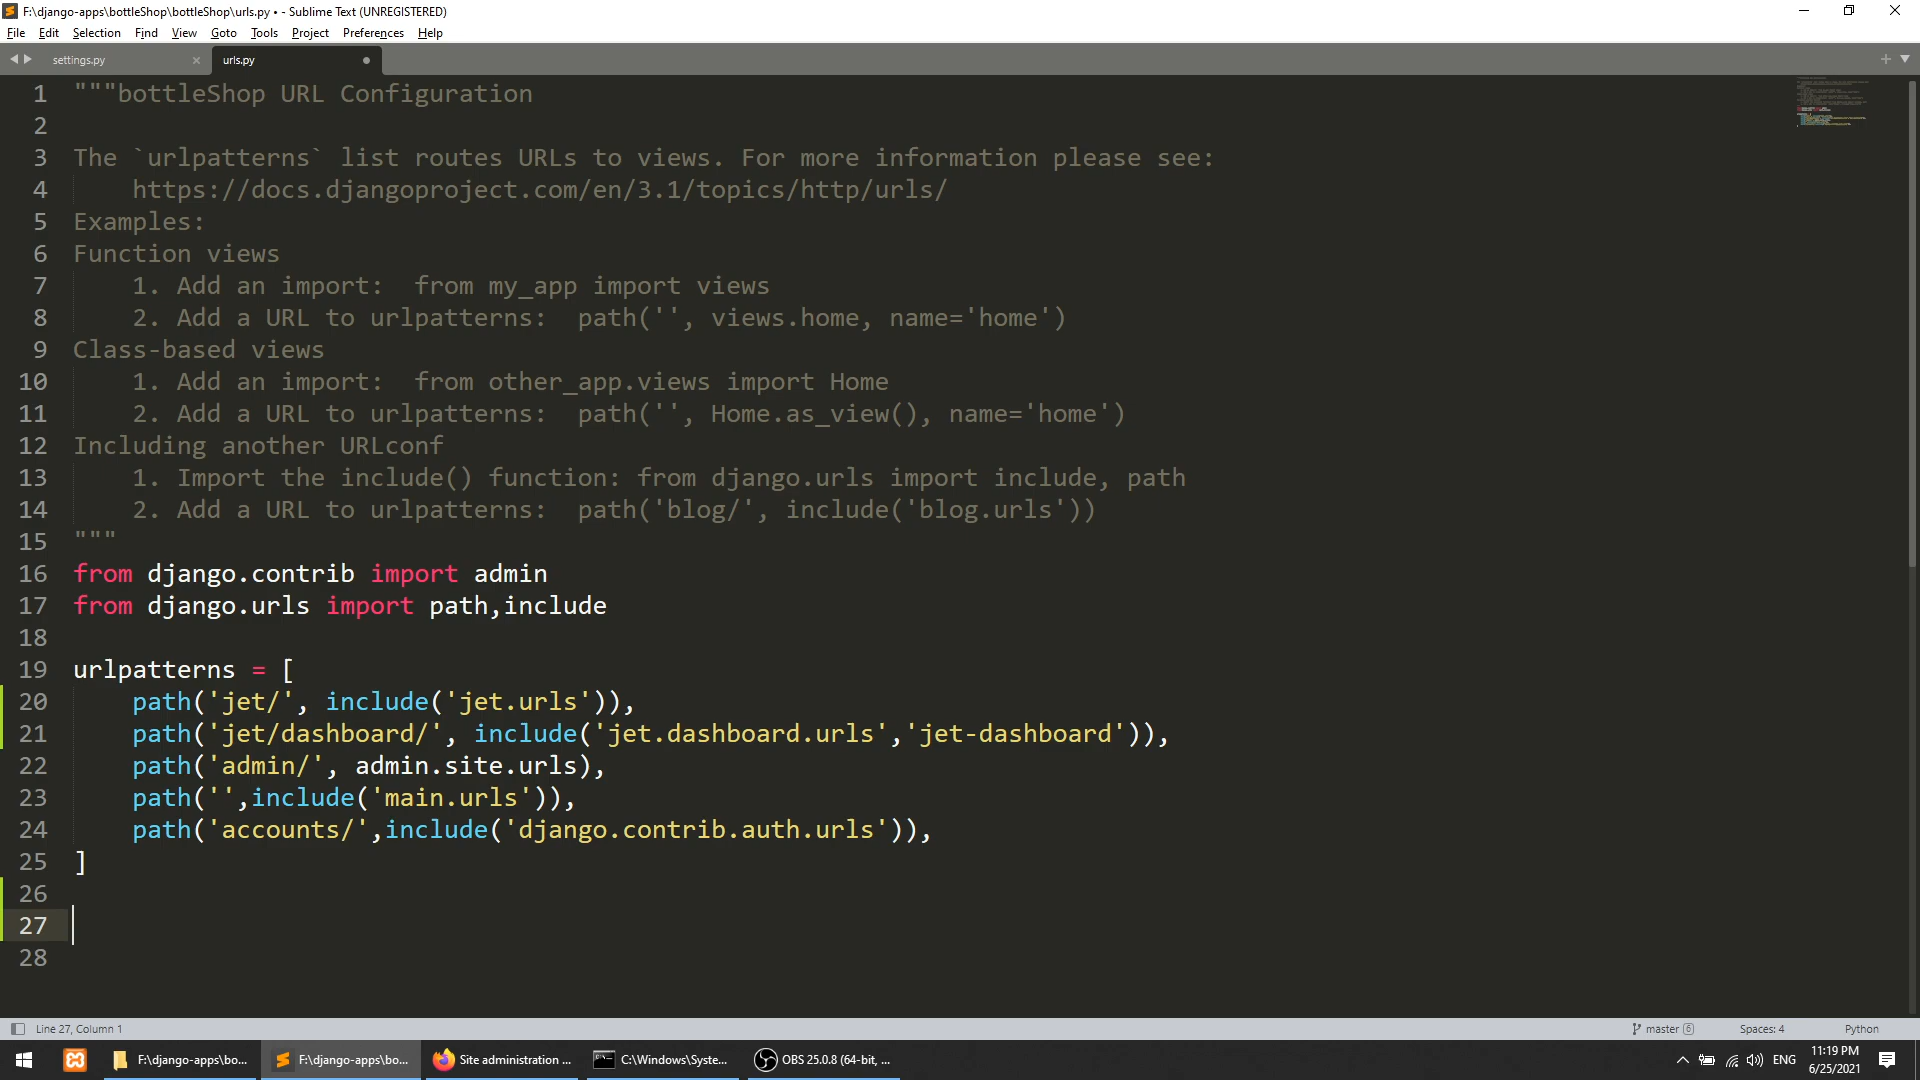 F:\django-apps\bottleShop\bottleShop\urls.py • - Sublime Text (UNREGISTERED)
File Edit Selection Find View Goto Tools Project Preferences Help
settings.py × urls.py
1 """bottleShop URL Configuration
2
3 The `urlpatterns` list routes URLs to views. For more information please see:
4     https://docs.djangoproject.com/en/3.1/topics/http/urls/
5 Examples:
6 Function views
7     1. Add an import:  from my_app import views
8     2. Add a URL to urlpatterns:  path('', views.home, name='home')
9 Class-based views
10     1. Add an import:  from other_app.views import Home
11     2. Add a URL to urlpatterns:  path('', Home.as_view(), name='home')
12 Including another URLconf
13     1. Import the include() function: from django.urls import include, path
14     2. Add a URL to urlpatterns:  path('blog/', include('blog.urls'))
15 """
16 from django.contrib import admin
17 from django.urls import path,include
18
19 urlpatterns = [
20     path('jet/', include('jet.urls')),
21     path('jet/dashboard/', include('jet.dashboard.urls','jet-dashboard')),
22     path('admin/', admin.site.urls),
23     path('',include('main.urls')),
24     path('accounts/',include('django.contrib.auth.urls')),
25 ]
26
27
28
Line 27, Column 1 master 6 Spaces: 4 Python
F:\django-apps\bo... F:\django-apps\bo... Site administration ... C:\Windows\Syste... OBS 25.0.8 (64-bit, ... ENG 11:19 PM
6/25/2021